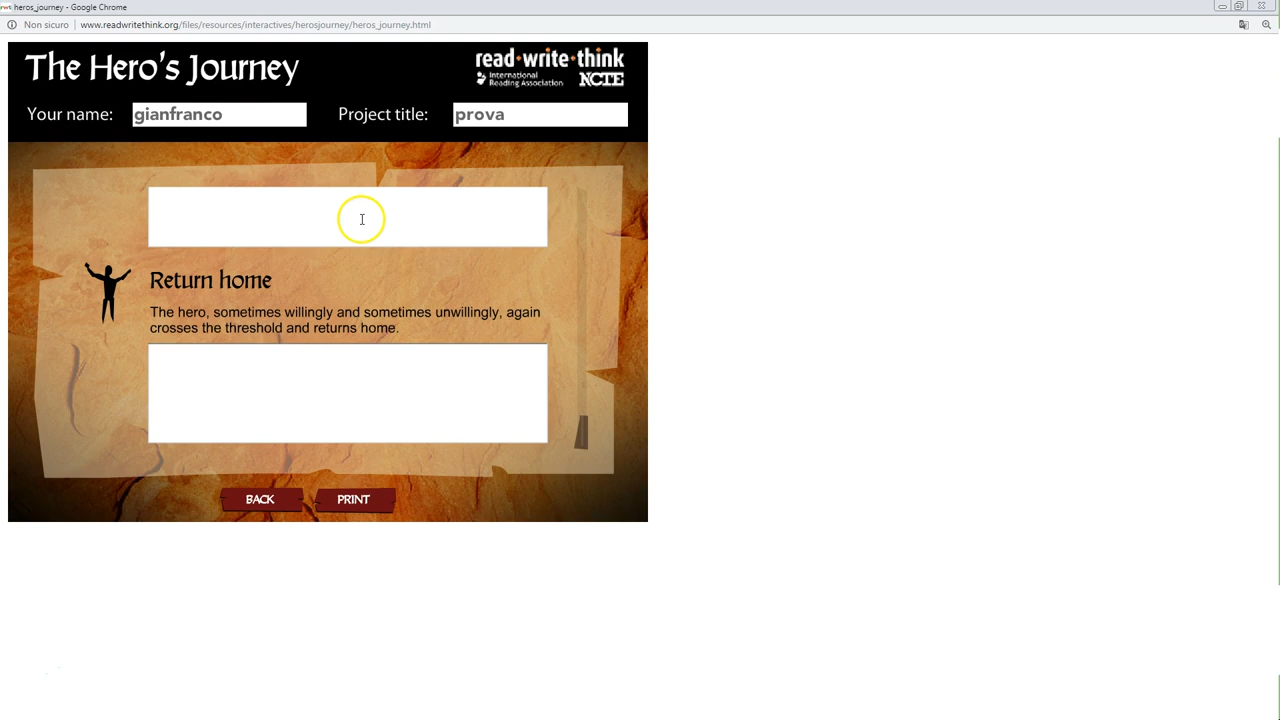 heros_journey - Google Chrome
Non sicuro | www.readwritethink.org/files/resources/interactives/herosjourney/heros_journey.html
The Hero's Journey
read·write·think
International
Reading Association
NCTE
Your name: gianfranco Project title: prova
Return home
The hero, sometimes willingly and sometimes unwillingly, again
crosses the threshold and returns home.
BACK PRINT